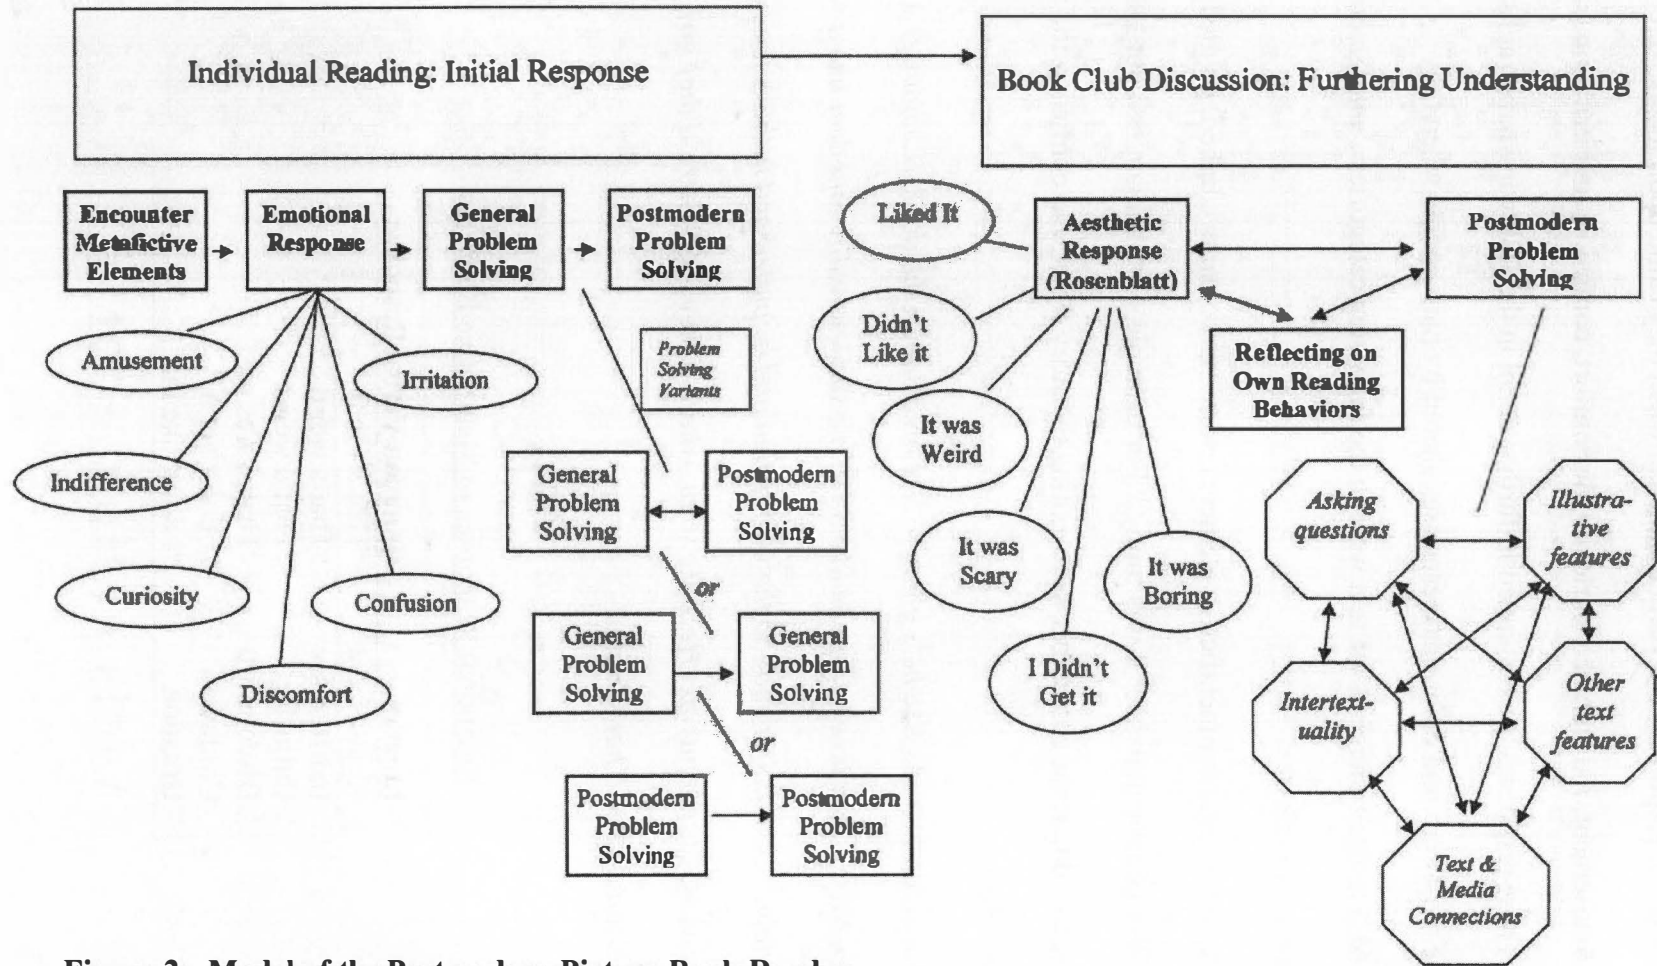 Individual Reading: Initial Response
Book Club Discussion: Furthering Understanding
Encounter
Metafictive
Elements
Emotional
Response
General
Problem
Solving
Postmodern
Problem
Solving
Amusement
Irritation
Indifference
Curiosity
Confusion
Discomfort
Problem
Solving
Variants
General
Problem
Solving
Postmodern
Problem
Solving
or
General
Problem
Solving
General
Problem
Solving
or
Postmodern
Problem
Solving
Postmodern
Problem
Solving
Liked It
Aesthetic
Response
(Rosenblatt)
Postmodern
Problem
Solving
Didn't
Like it
Reflecting on
Own Reading
Behaviors
It was
Weird
It was
Scary
It was
Boring
I Didn't
Get it
Asking
questions
Illustra-
tive
features
Intertext-
uality
Other
text
features
Text &
Media
Connections